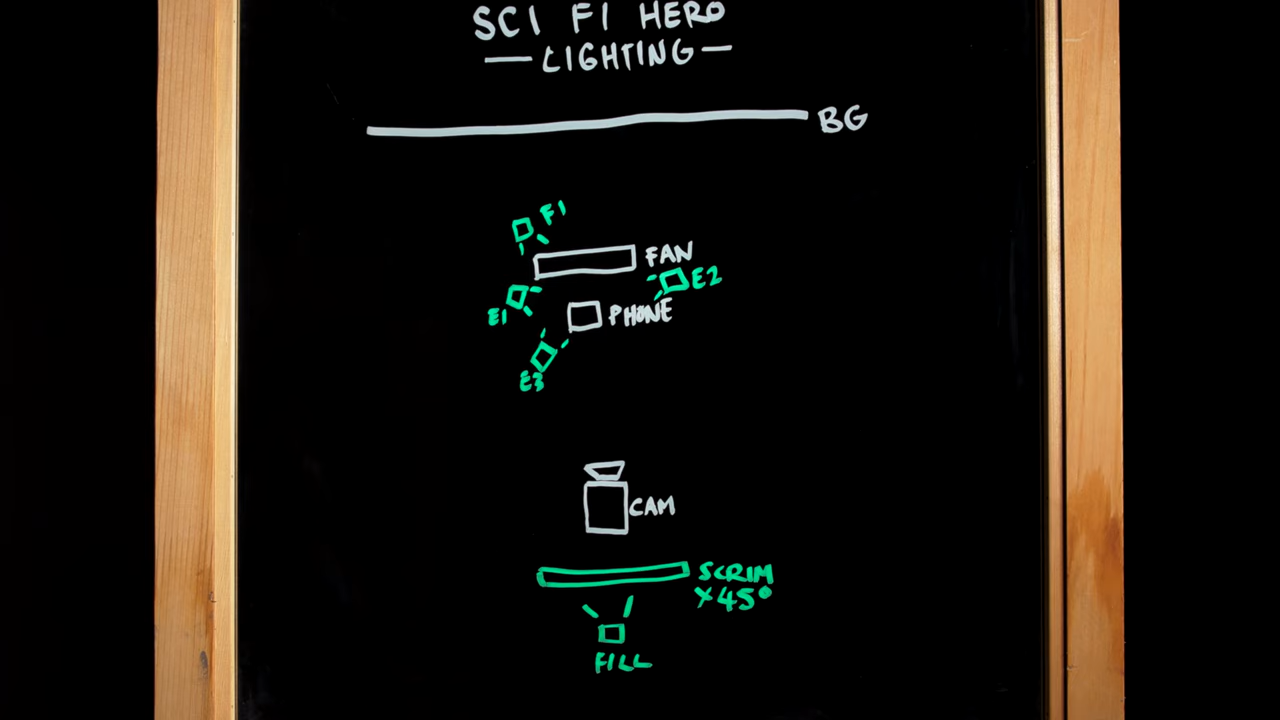 SCI FI HERO
— LIGHTING —
BG
F1
FAN
E2
E1
PHONE
E3
CAM
SCRIM
×45°
FILL